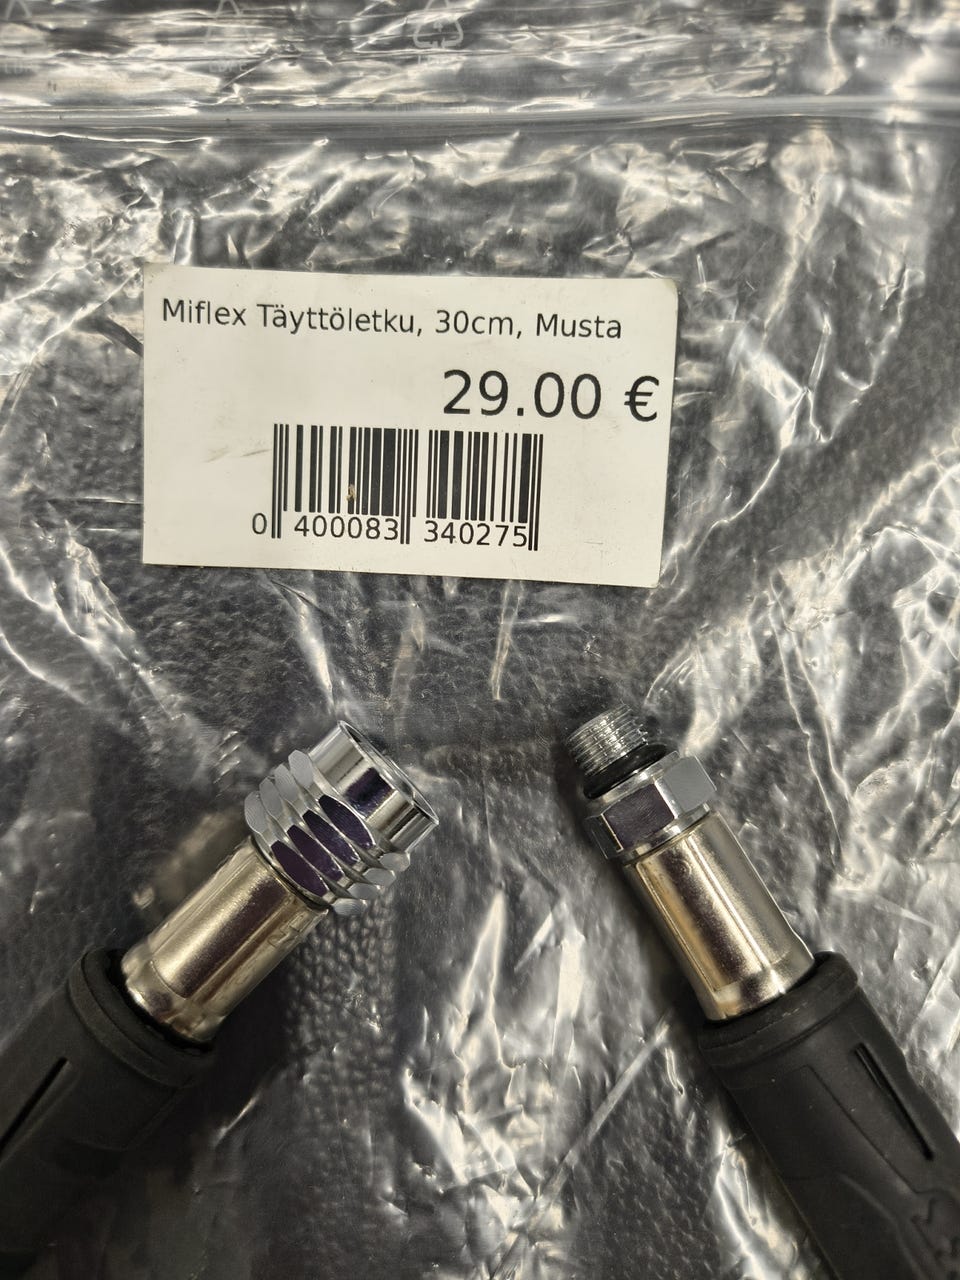 Miflex Täyttöletku, 30cm, Musta
29.00 €
0 400083 340275